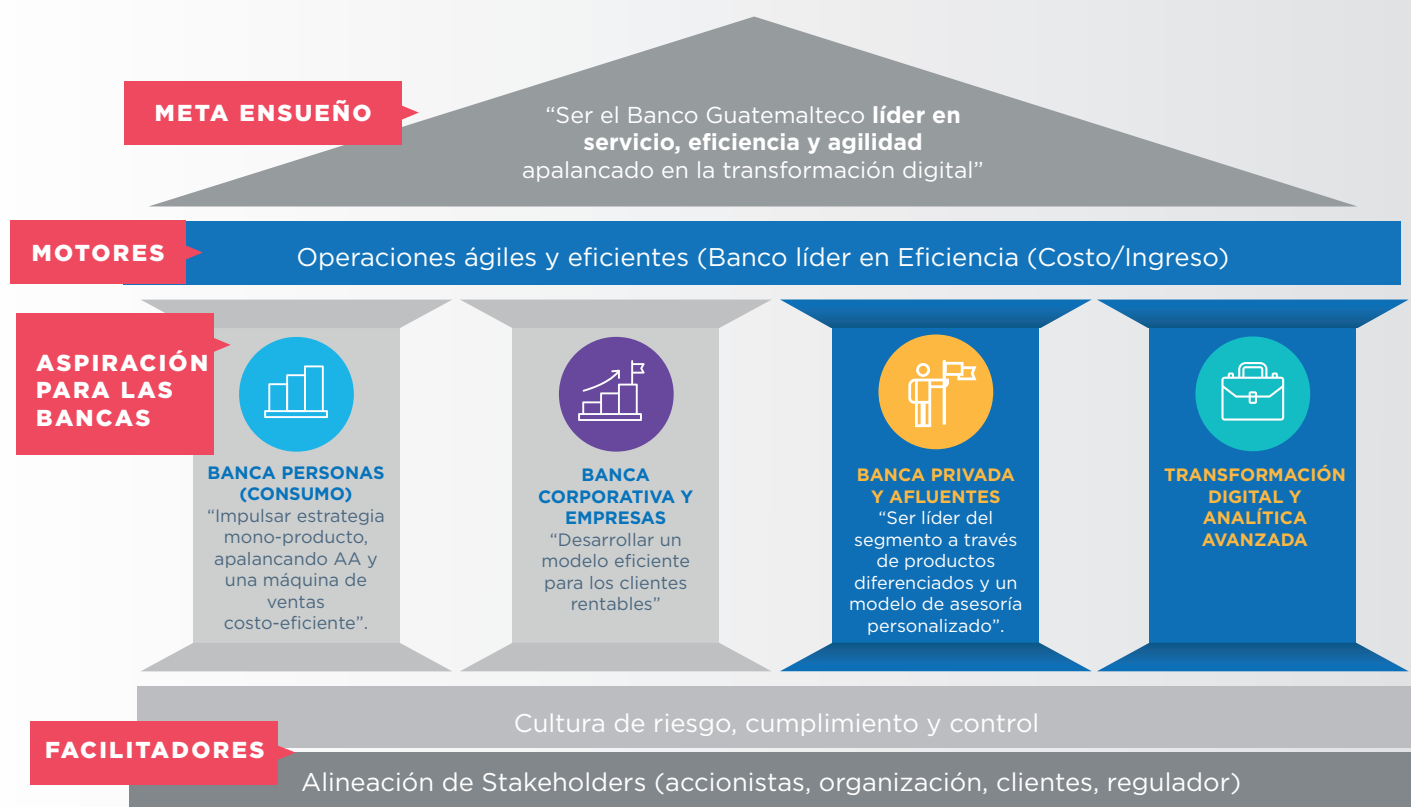 META ENSUEÑO
“Ser el Banco Guatemalteco líder en
servicio, eficiencia y agilidad
apalancado en la transformación digital”
MOTORES
Operaciones ágiles y eficientes (Banco líder en Eficiencia (Costo/Ingreso)
ASPIRACIÓN
PARA LAS
BANCAS
BANCA PERSONAS
(CONSUMO)
“Impulsar estrategia
mono-producto,
apalancando AA y
una máquina de
ventas
costo-eficiente”.
BANCA
CORPORATIVA Y
EMPRESAS
“Desarrollar un
modelo eficiente
para los clientes
rentables”
BANCA PRIVADA
Y AFLUENTES
“Ser líder del
segmento a través
de productos
diferenciados y un
modelo de asesoría
personalizado”.
TRANSFORMACIÓN
DIGITAL Y
ANALÍTICA
AVANZADA
Cultura de riesgo, cumplimiento y control
FACILITADORES
Alineación de Stakeholders (accionistas, organización, clientes, regulador)